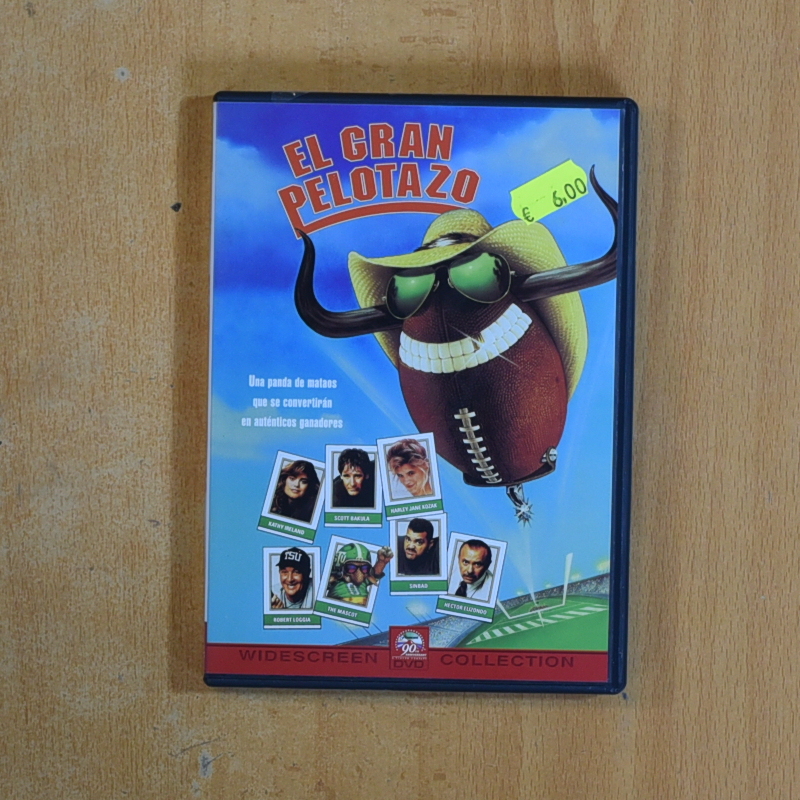 EL GRAN
PELOTAZO
€ 6,00
Una panda de mataos
que se convertirán
en auténticos ganadores
KATHY IRELAND
SCOTT BAKULA
HARLEY JANE KOZAK
TSU
ROBERT LOGGIA
THE MASCOT
SINBAD
HECTOR ELIZONDO
WIDESCREEN
90
DVD
COLLECTION